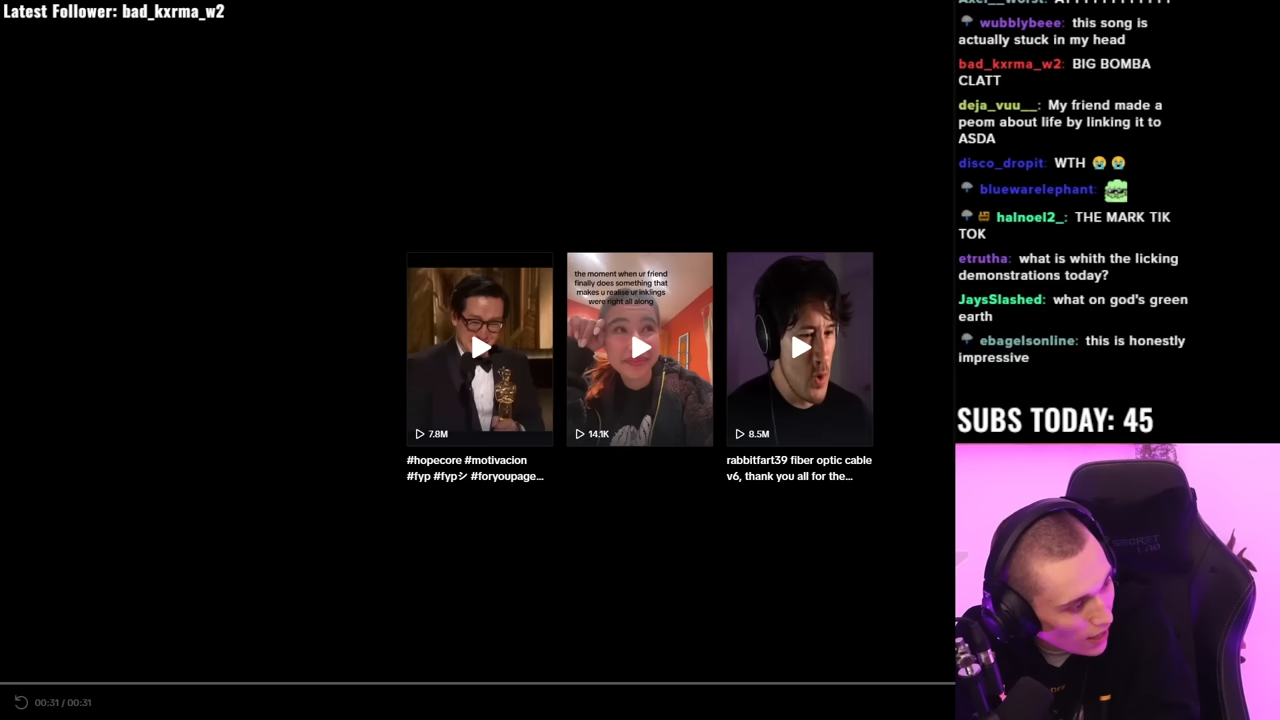 Latest Follower: bad_kxrma_w2
wubblybeee: this song is
actually stuck in my head
bad_kxrma_w2: BIG BOMBA
CLATT
deja_vuu__: My friend made a
peom about life by linking it to
ASDA
disco_dropit: WTH 😭 😭
bluewarelephant:
halnoel2_: THE MARK TIK
TOK
etrutha: what is whith the licking
demonstrations today?
JaysSlashed: what on god's green
earth
ebagelsonline: this is honestly
impressive
SUBS TODAY: 45
the moment when ur friend
finally does something that
makes u realise ur inklings
were right all along
7.8M
14.1K
8.5M
#hopecore #motivacion
#fyp #fypシ #foryoupage...
rabbitfart39 fiber optic cable
v6, thank you all for the...
SECRET
LAB
00:31 / 00:31